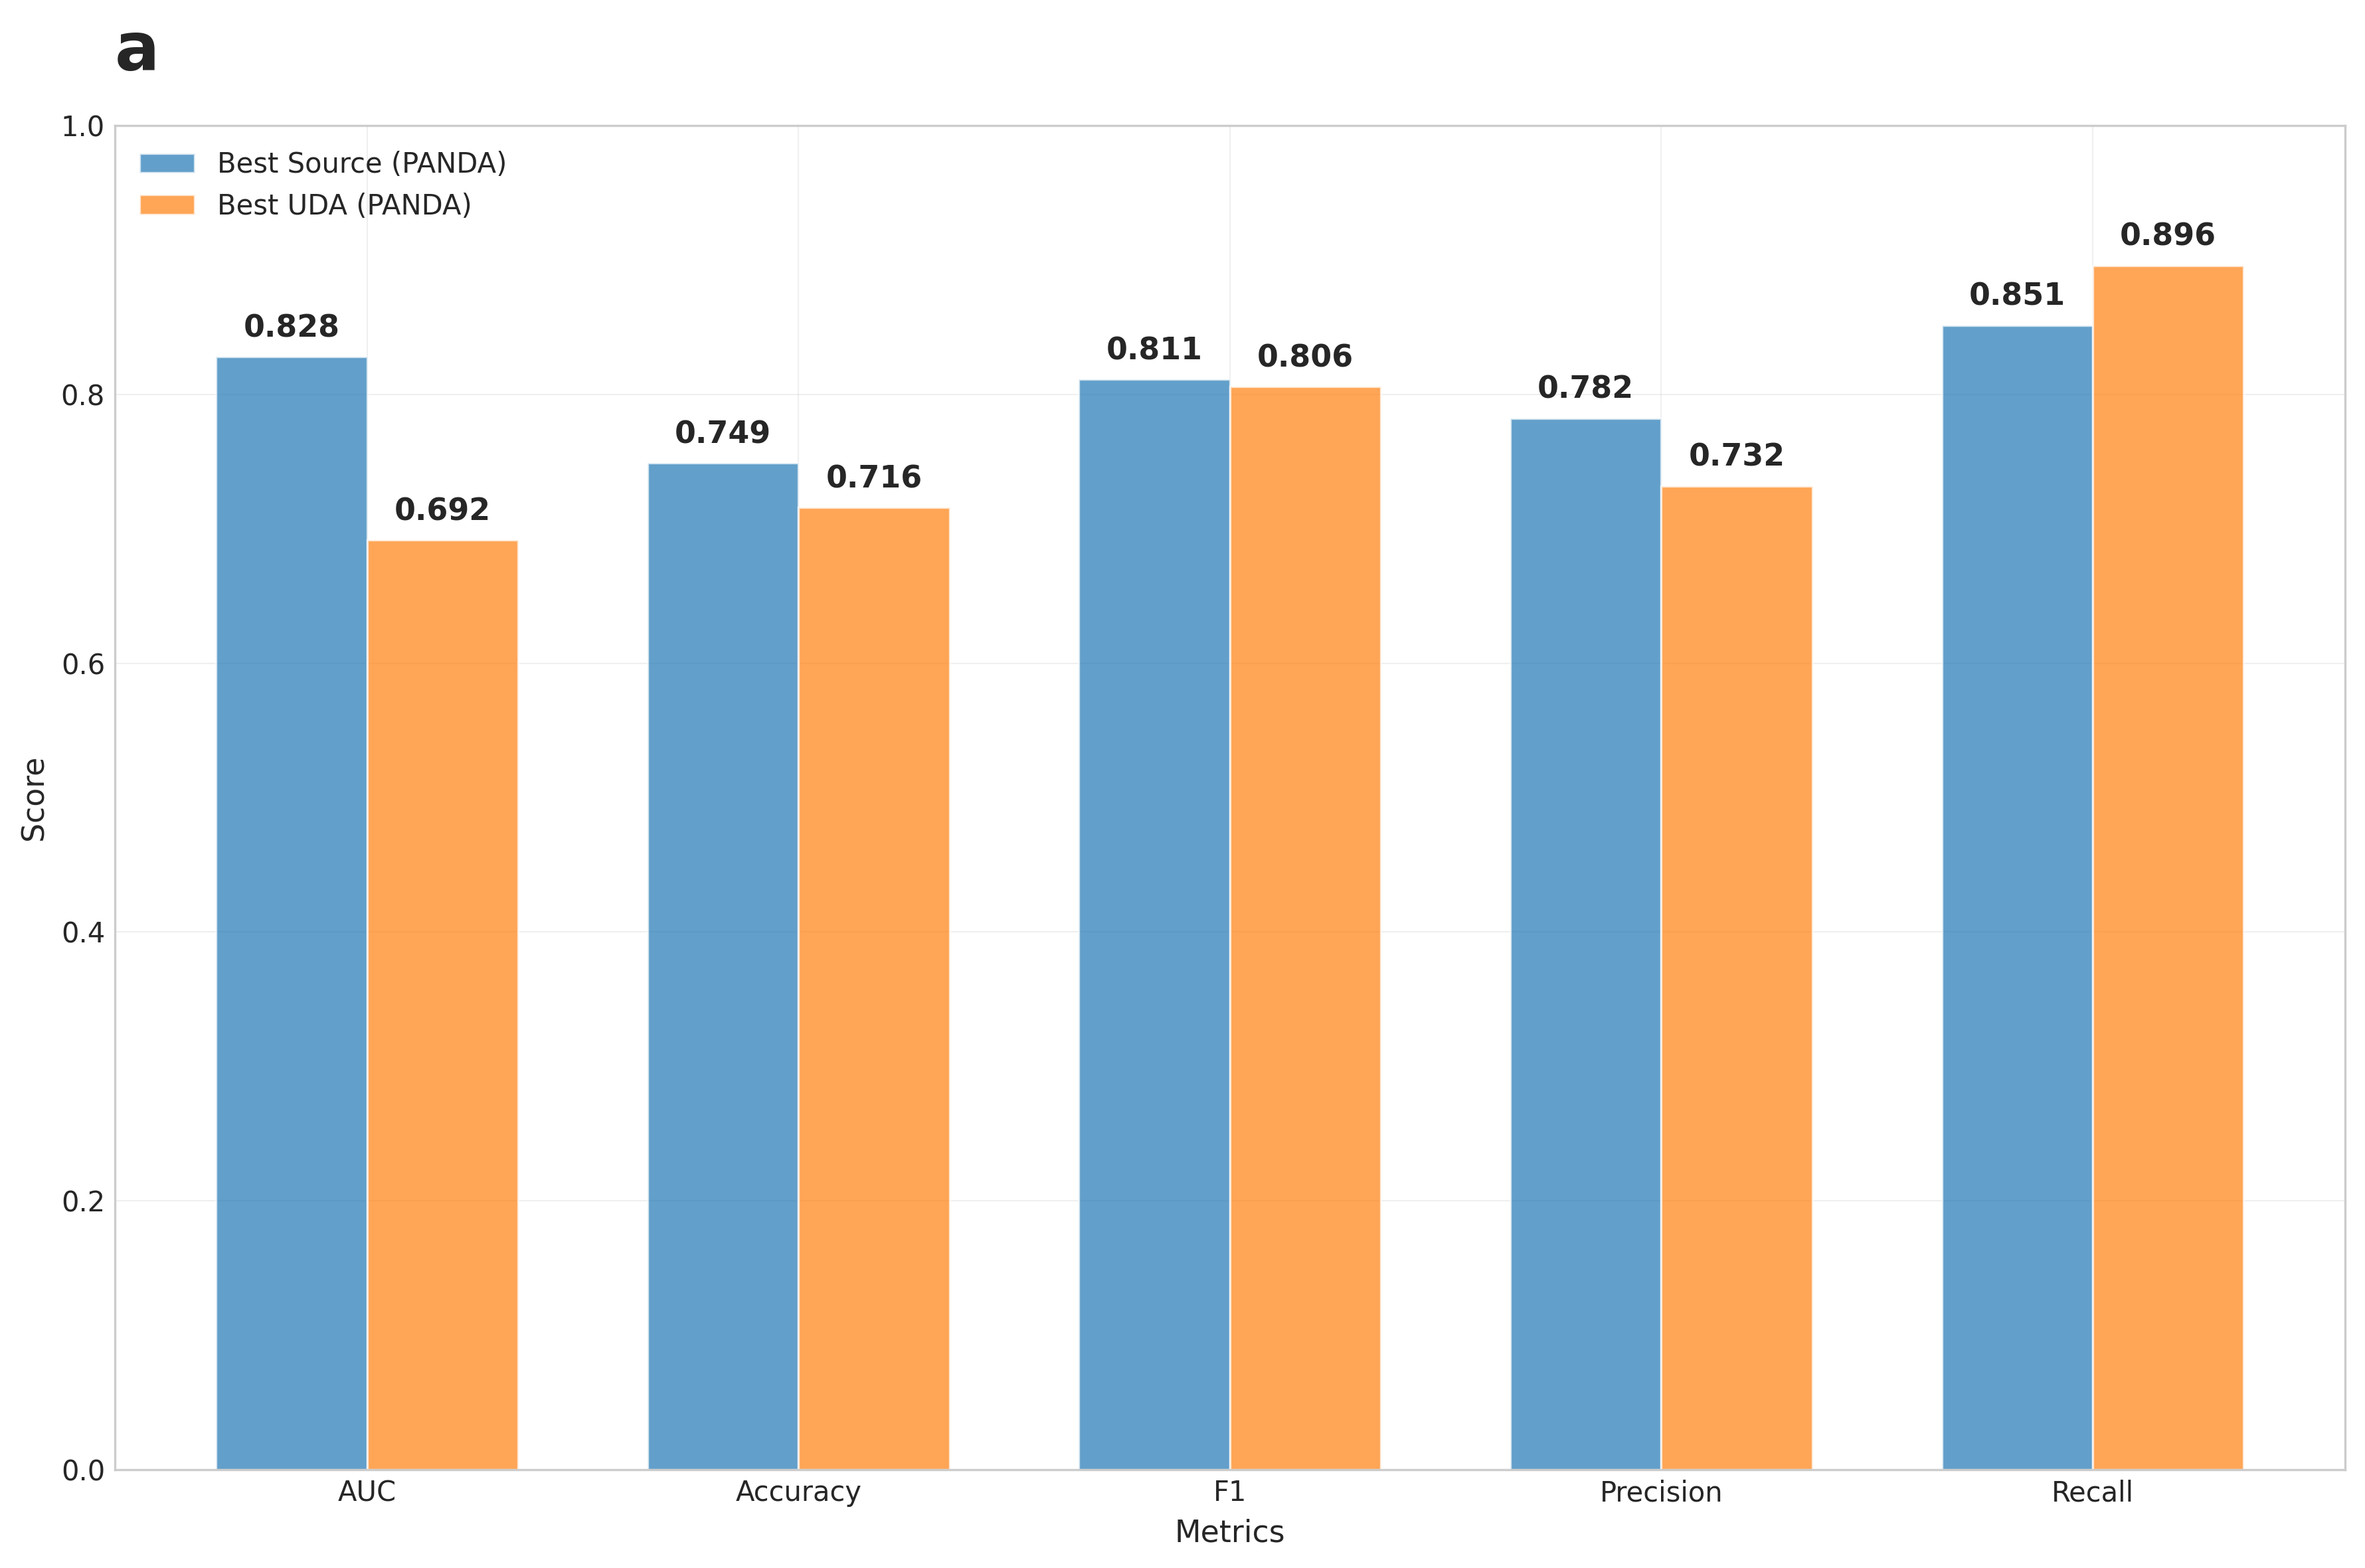 a
1.0
Best Source (PANDA)
Best UDA (PANDA)
0.896
0.851
0.828
0.811
0.806
0.782
0.8
0.749
0.732
0.716
0.692
0.6
Score
0.4
0.2
0.0
AUC
Accuracy
F1
Precision
Recall
Metrics